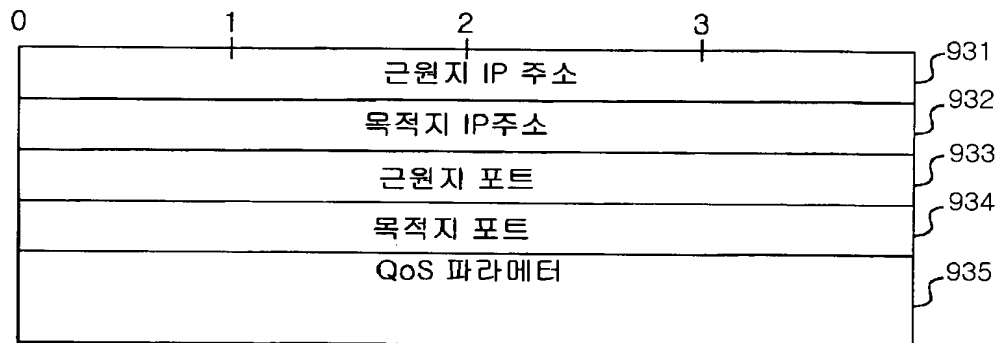 0 1 2 3
근원지 IP 주소 931
목적지 IP주소 932
근원지 포트 933
목적지 포트 934
QoS 파라메터 935